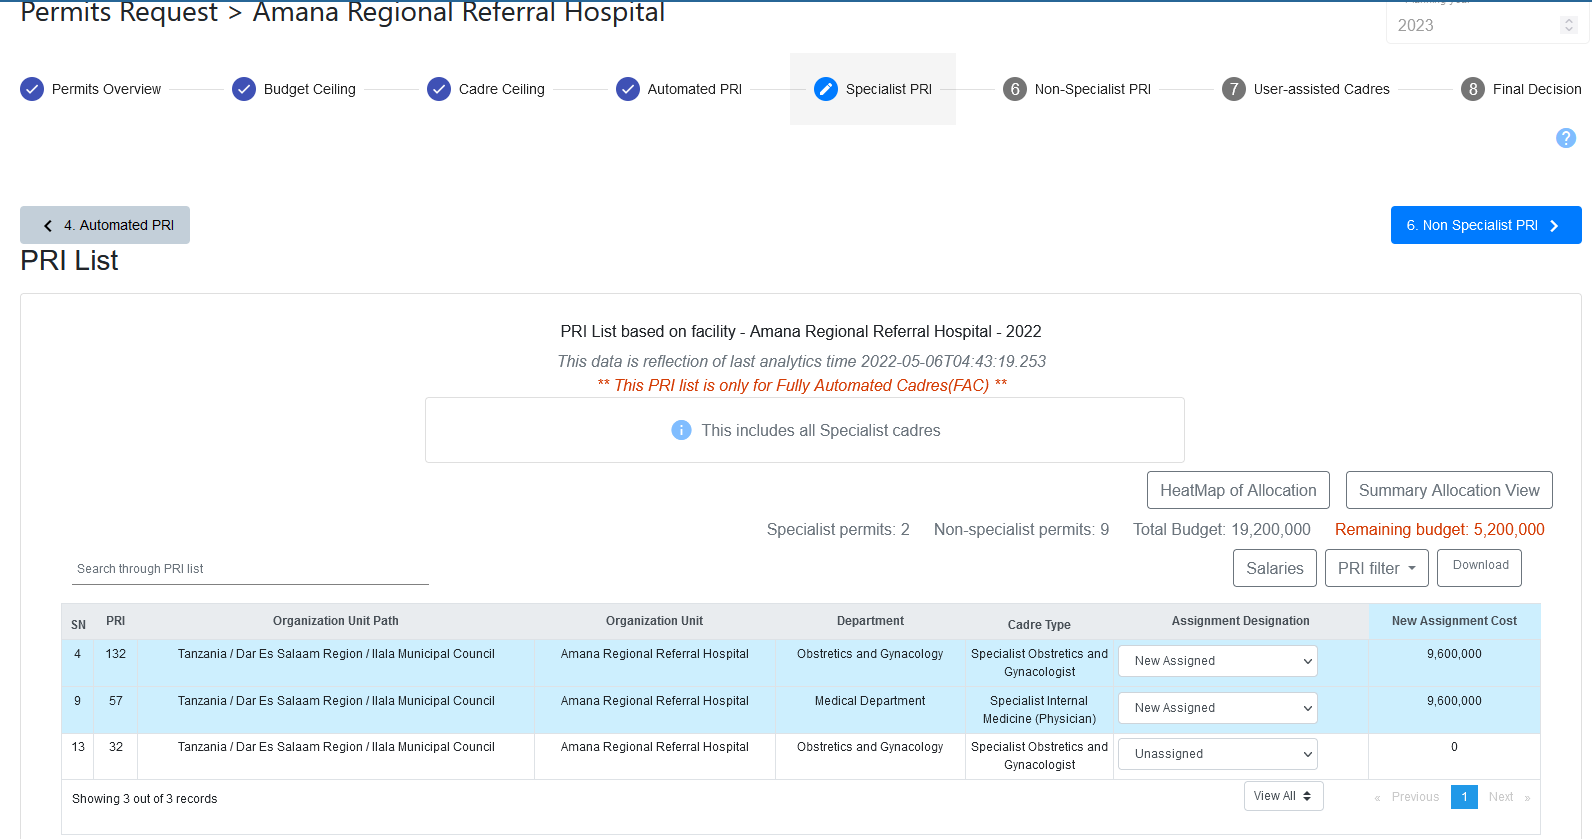 Permits Request > Amana Regional Referral Hospital
2023
Permits Overview
Budget Ceiling
Cadre Ceiling
Automated PRI
Specialist PRI
6 Non-Specialist PRI
7 User-assisted Cadres
8 Final Decision
?
4. Automated PRI
6. Non Specialist PRI
PRI List
PRI List based on facility - Amana Regional Referral Hospital - 2022
This data is reflection of last analytics time 2022-05-06T04:43:19.253
** This PRI list is only for Fully Automated Cadres(FAC) **
This includes all Specialist cadres
HeatMap of Allocation
Summary Allocation View
Specialist permits: 2 Non-specialist permits: 9 Total Budget: 19,200,000 Remaining budget: 5,200,000
Search through PRI list
Salaries
PRI filter
Download
SN PRI Organization Unit Path Organization Unit Department Cadre Type Assignment Designation New Assignment Cost
4 132 Tanzania / Dar Es Salaam Region / Ilala Municipal Council Amana Regional Referral Hospital Obstretics and Gynacology Specialist Obstretics and New Assigned 9,600,000
Gynacologist
9 57 Tanzania / Dar Es Salaam Region / Ilala Municipal Council Amana Regional Referral Hospital Medical Department Specialist Internal New Assigned 9,600,000
Medicine (Physician)
13 32 Tanzania / Dar Es Salaam Region / Ilala Municipal Council Amana Regional Referral Hospital Obstretics and Gynacology Specialist Obstretics and Unassigned 0
Gynacologist
Showing 3 out of 3 records
View All
« Previous 1 Next »